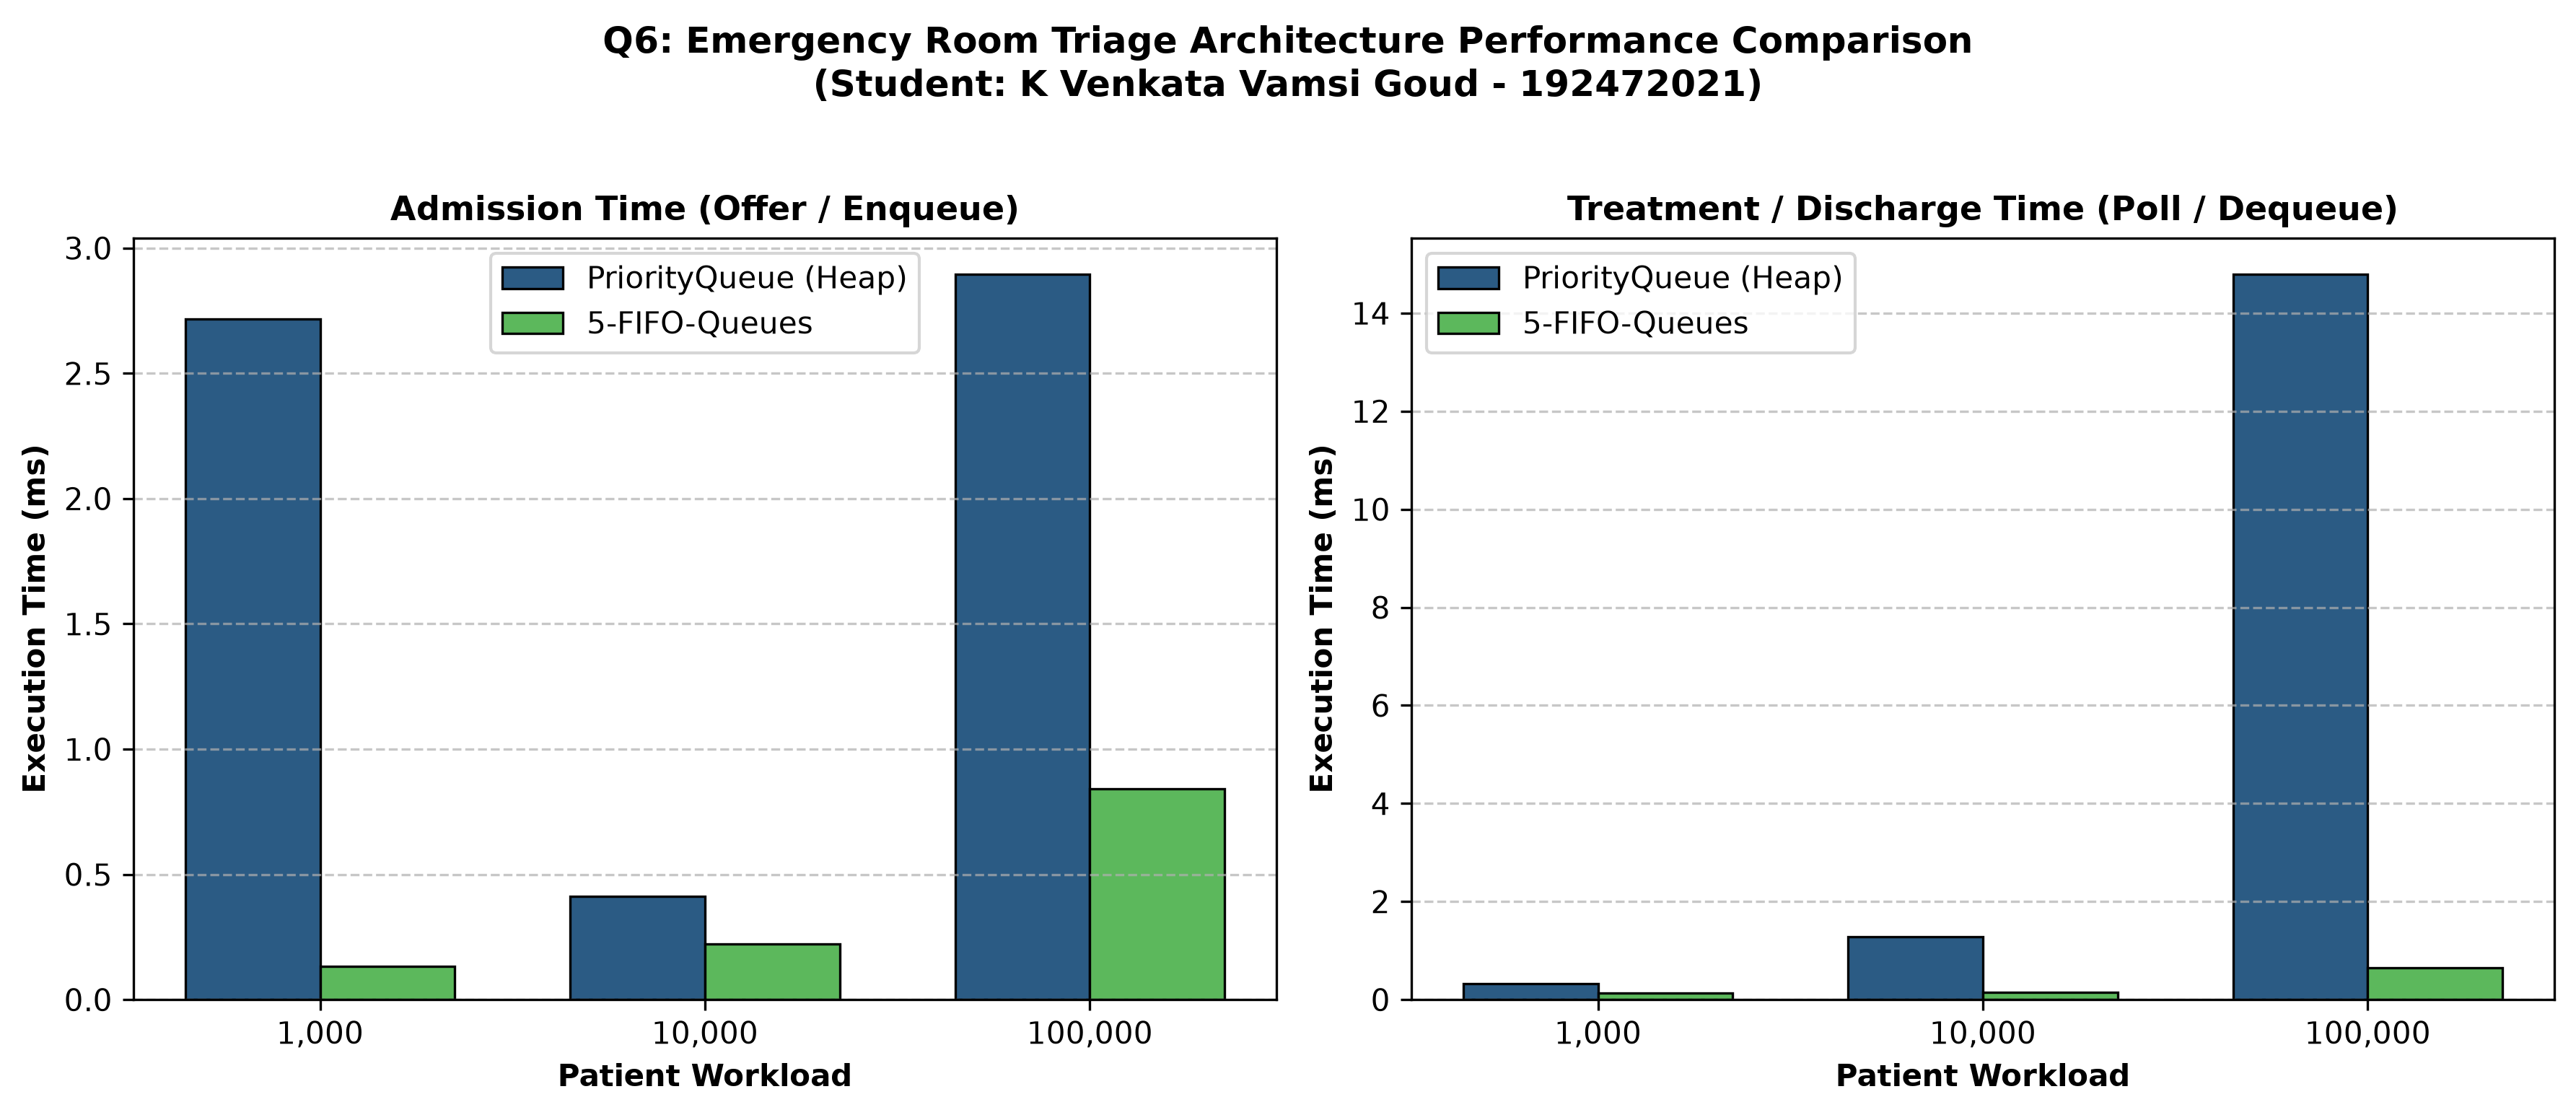 Q6: Emergency Room Triage Architecture Performance Comparison
(Student: K Venkata Vamsi Goud - 192472021)
Admission Time (Offer / Enqueue)
PriorityQueue (Heap)
5-FIFO-Queues
Execution Time (ms)
3.0
2.5
2.0
1.5
1.0
0.5
0.0
1,000
10,000
100,000
Patient Workload
Treatment / Discharge Time (Poll / Dequeue)
PriorityQueue (Heap)
5-FIFO-Queues
Execution Time (ms)
14
12
10
8
6
4
2
0
1,000
10,000
100,000
Patient Workload